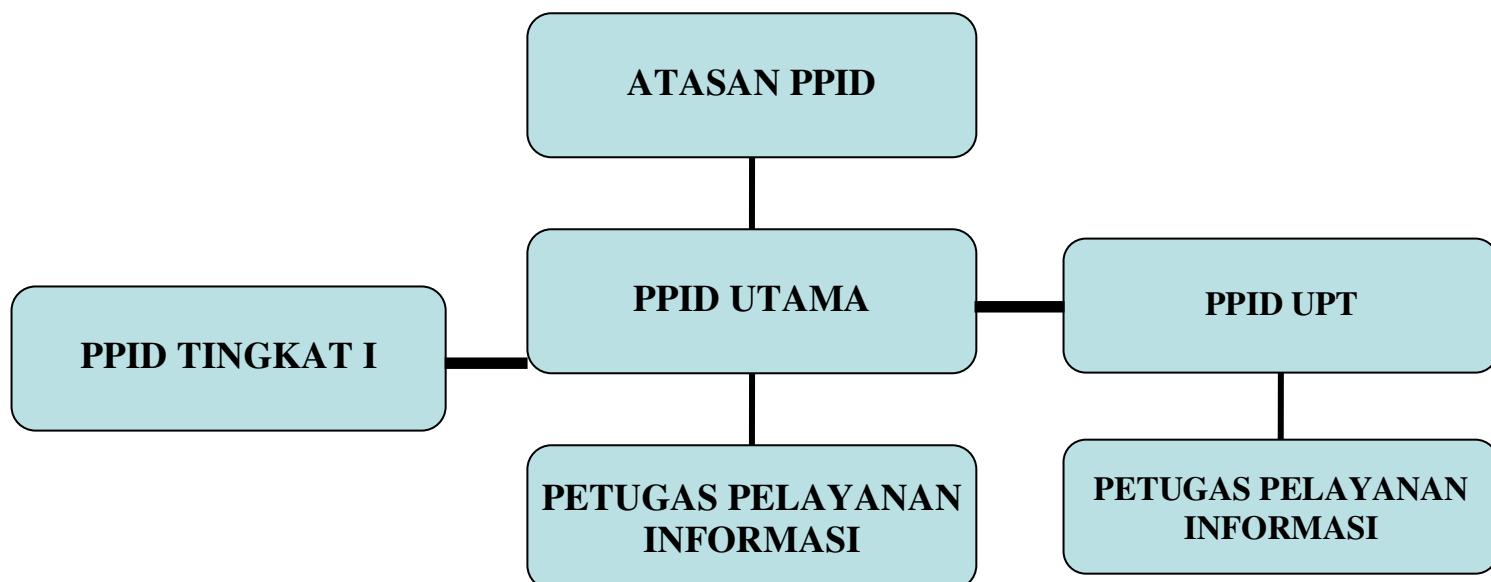 ATASAN PPID
PPID UTAMA
PPID UPT
PPID TINGKAT I
PETUGAS PELAYANAN
INFORMASI
PETUGAS PELAYANAN
INFORMASI